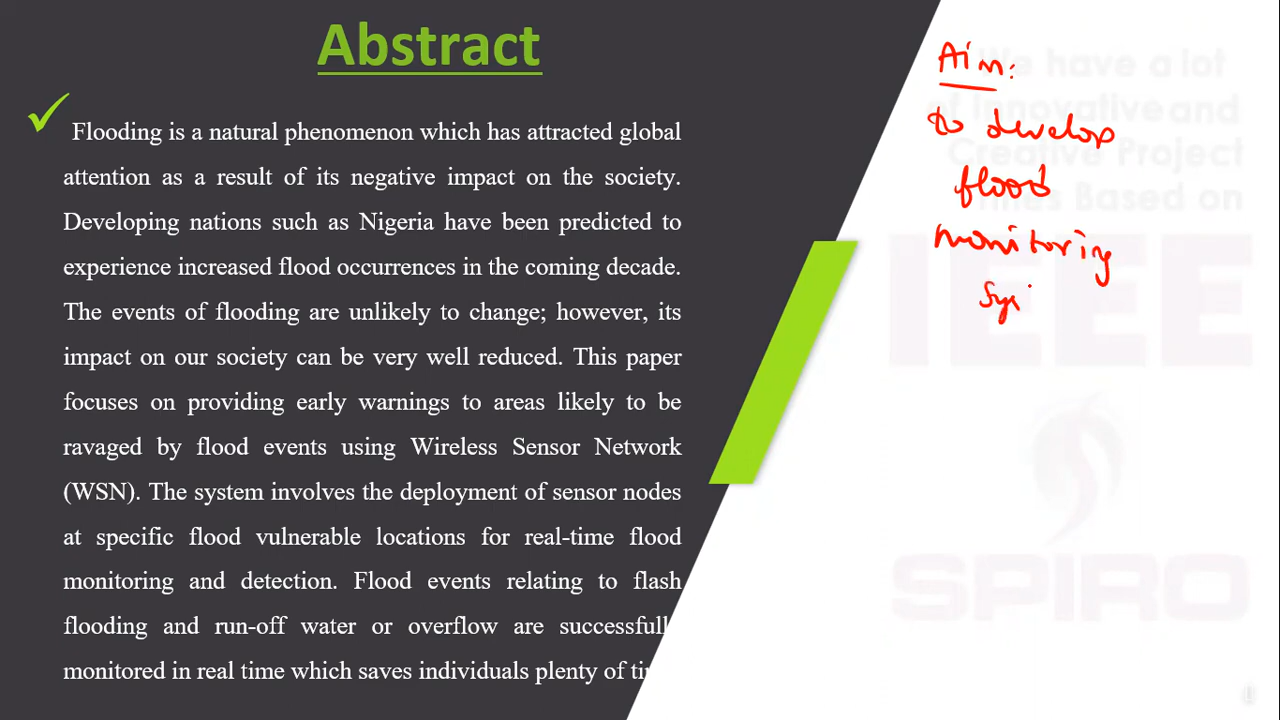 Abstract
✓ Flooding is a natural phenomenon which has attracted global
attention as a result of its negative impact on the society.
Developing nations such as Nigeria have been predicted to
experience increased flood occurrences in the coming decade.
The events of flooding are unlikely to change; however, its
impact on our society can be very well reduced. This paper
focuses on providing early warnings to areas likely to be
ravaged by flood events using Wireless Sensor Network
(WSN). The system involves the deployment of sensor nodes
at specific flood vulnerable locations for real-time flood
monitoring and detection. Flood events relating to flash
flooding and run-off water or overflow are
monitored in real time which saves individuals plenty of
Aim:
to develop
flood
monitoring
We have a lot
of Innovative and
Creative Project
Based on
IEEE
SPIRO